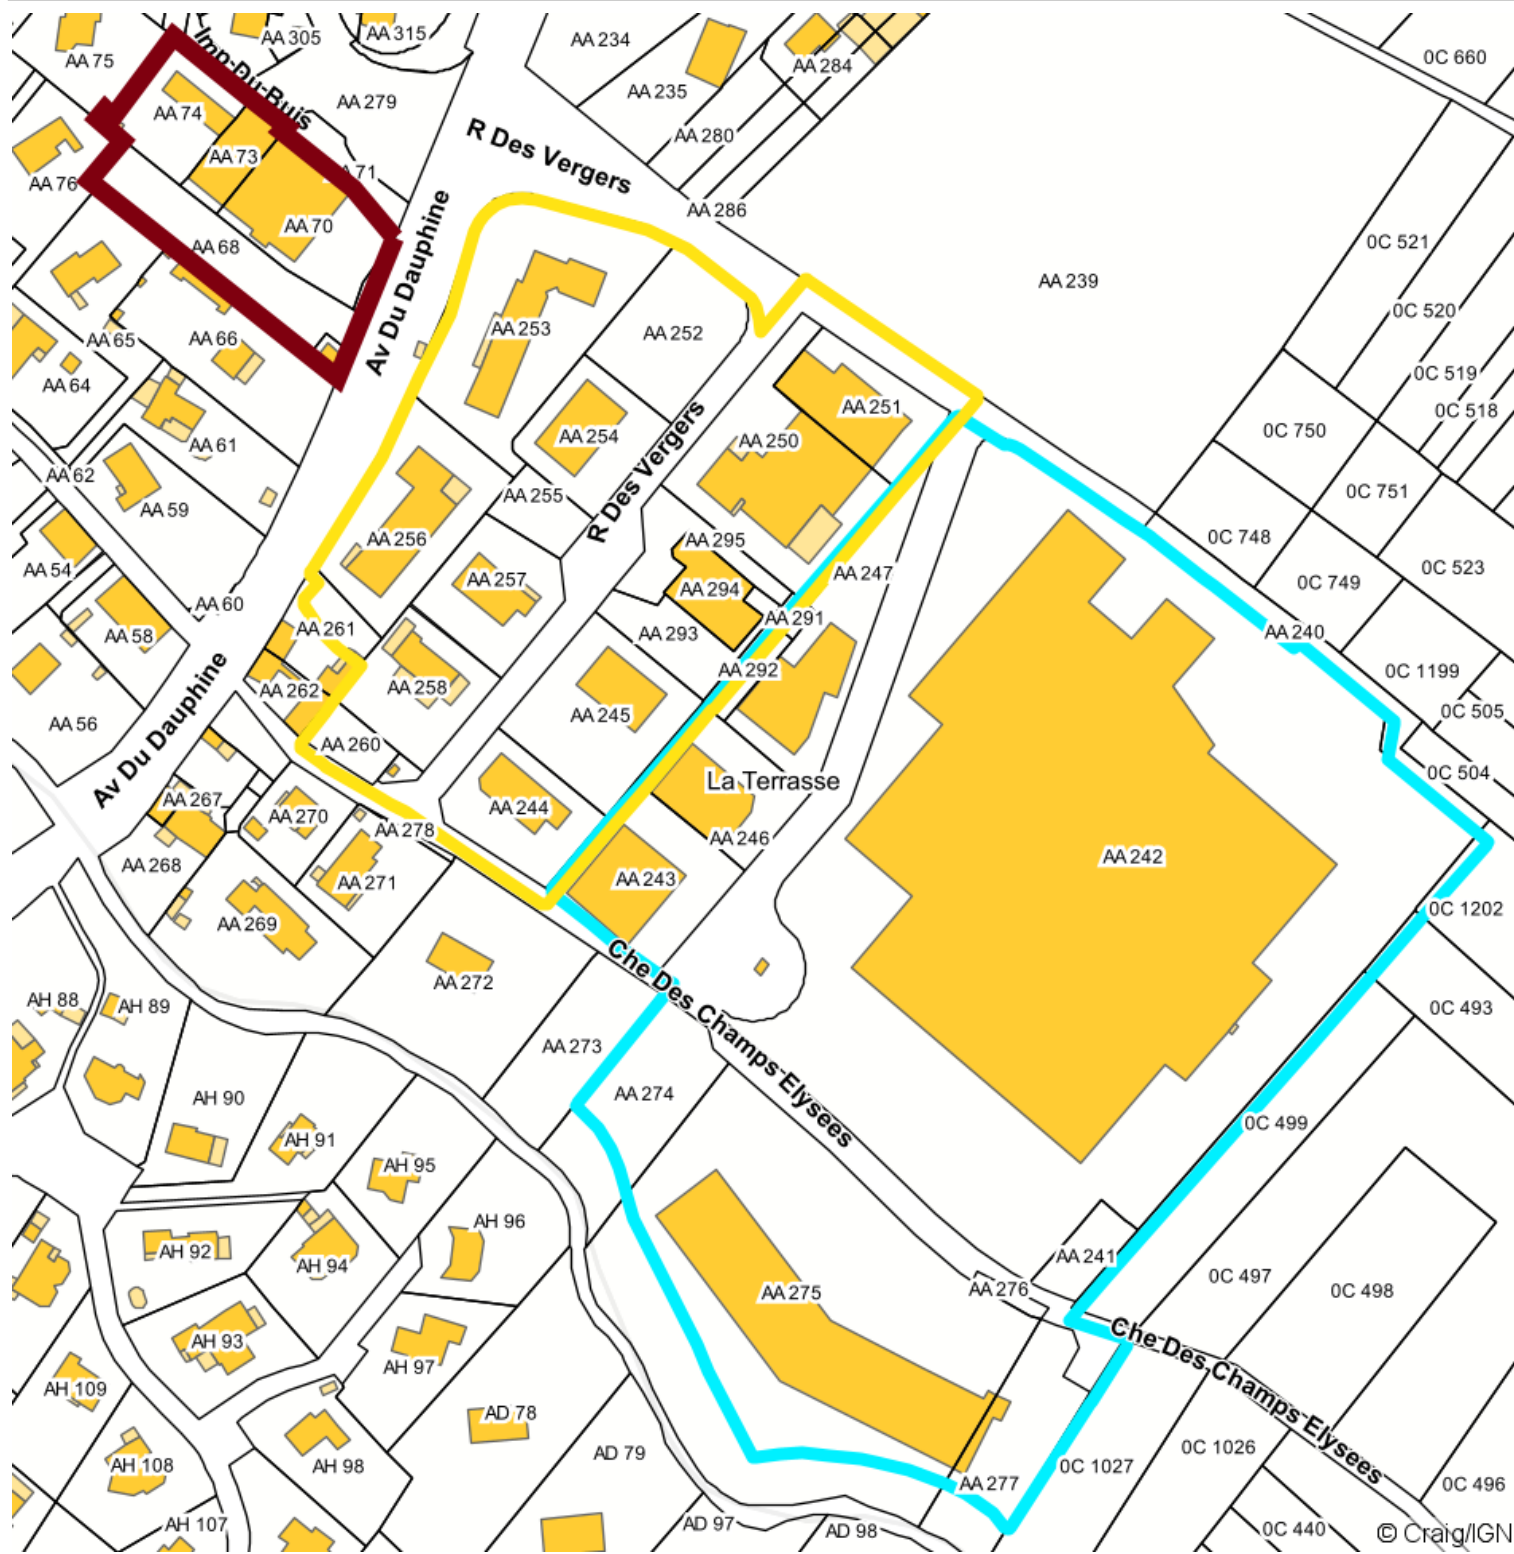 AA 305
AA 315
AA 75
AA 234
0C 660
Imp Du Buis
AA 284
AA 235
AA 279
AA 74
AA 280
R Des Vergers
AA 73
71
AA 76
AA 286
AA 70
AA 68
0C 521
AA 239
Av Du Dauphine
0C 520
AA 65
AA 66
AA 253
AA 252
0C 519
AA 64
0C 518
AA 251
AA 254
0C 750
AA 61
AA 250
R Des Vergers
AA 62
AA 255
0C 751
AA 59
AA 256
AA 295
0C 748
AA 54
AA 257
AA 294
AA 247
0C 749
0C 523
AA 60
AA 58
AA 261
AA 293
AA 291
AA 240
AA 292
0C 1199
AA 262
AA 258
AA 56
AA 245
0C 505
Av Du Dauphine
AA 260
0C 504
La Terrasse
AA 267
AA 270
AA 244
AA 278
AA 246
AA 268
AA 271
AA 243
AA 242
AA 269
0C 1202
Che Des Champs Elysees
AA 272
AH 88
AH 89
0C 493
AA 273
AA 274
AH 90
0C 499
AH 91
AH 95
AH 96
AH 92
AH 94
AA 241
0C 497
AA 275
AA 276
0C 498
Che Des Champs Elysees
AH 93
AH 97
AH 109
AD 78
AD 79
0C 1026
AH 108
AH 98
0C 1027
AA 277
0C 496
AH 107
AD 97
AD 98
0C 440
© Craig/IGN